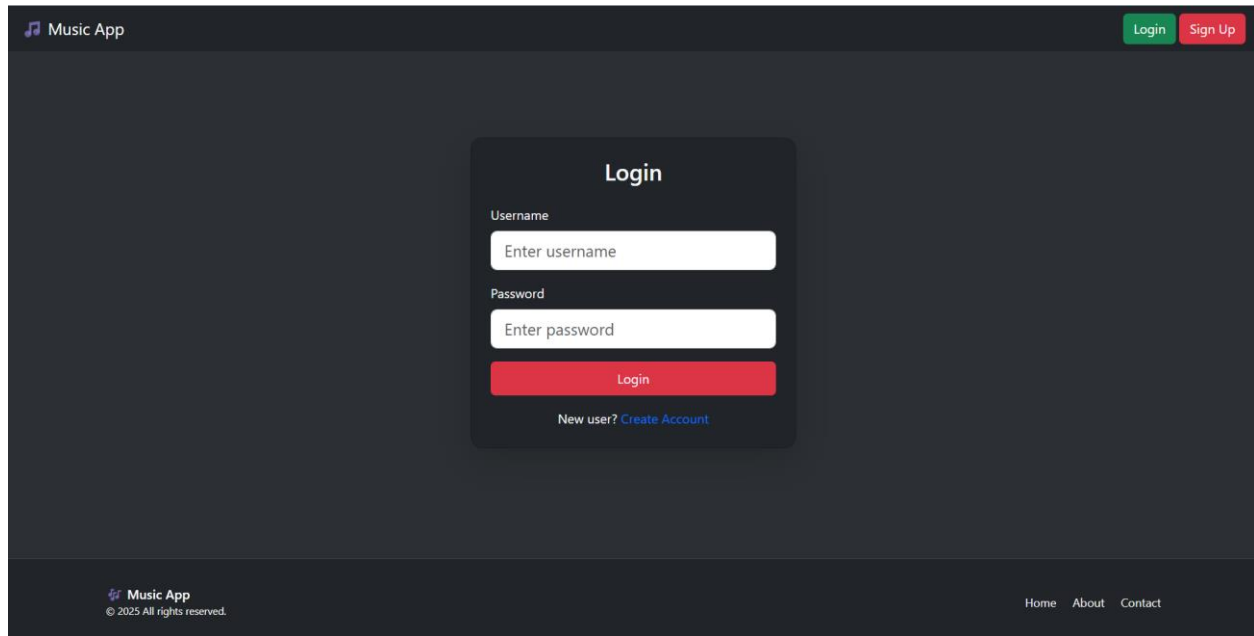 Music App
Login Sign Up
Login
Username
Enter username
Password
Enter password
Login
New user? Create Account
Music App
© 2025 All rights reserved.
Home About Contact